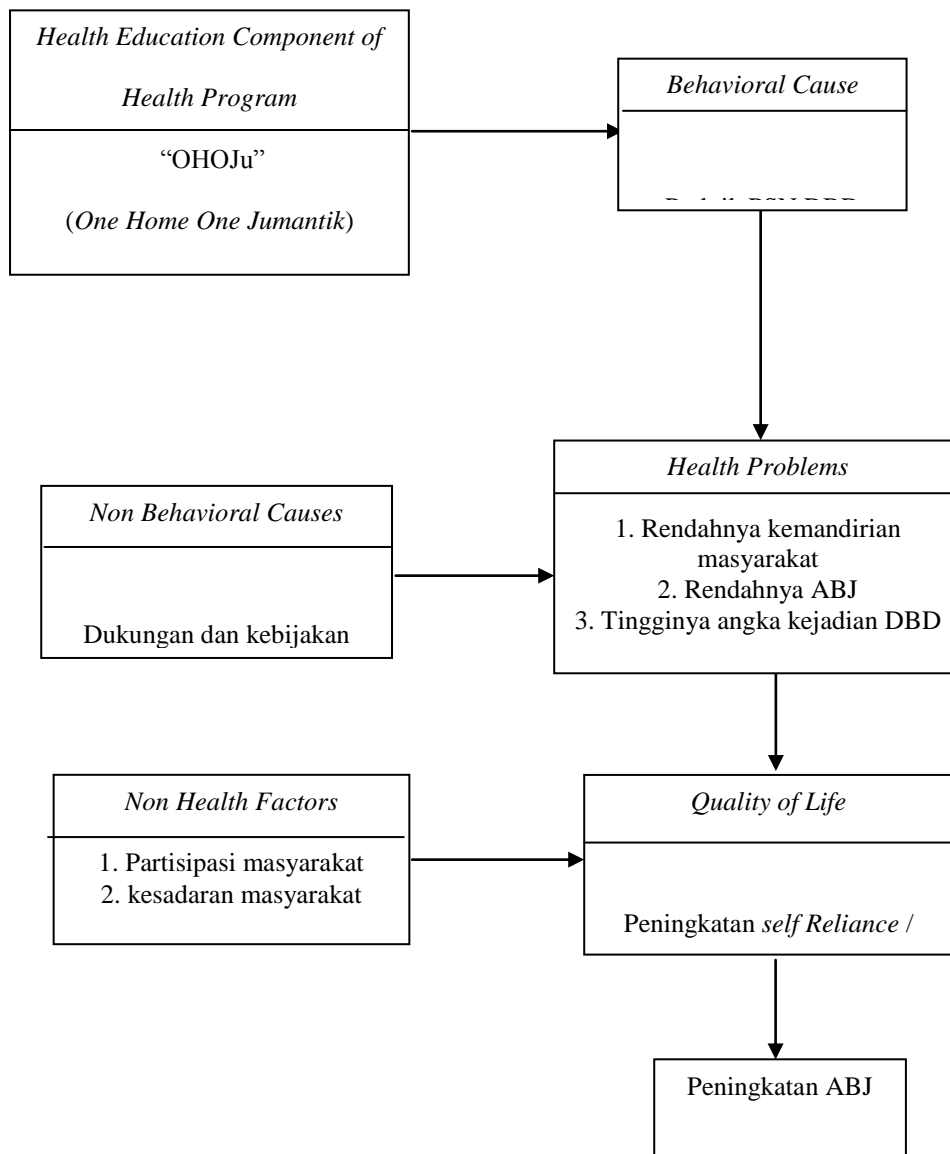 Health Education Component of
Health Program
“OHOJu”
(One Home One Jumantik)
Behavioral Cause
Health Problems
1. Rendahnya kemandirian
masyarakat
2. Rendahnya ABJ
3. Tingginya angka kejadian DBD
Non Behavioral Causes
Dukungan dan kebijakan
Non Health Factors
1. Partisipasi masyarakat
2. kesadaran masyarakat
Quality of Life
Peningkatan self Reliance /
Peningkatan ABJ